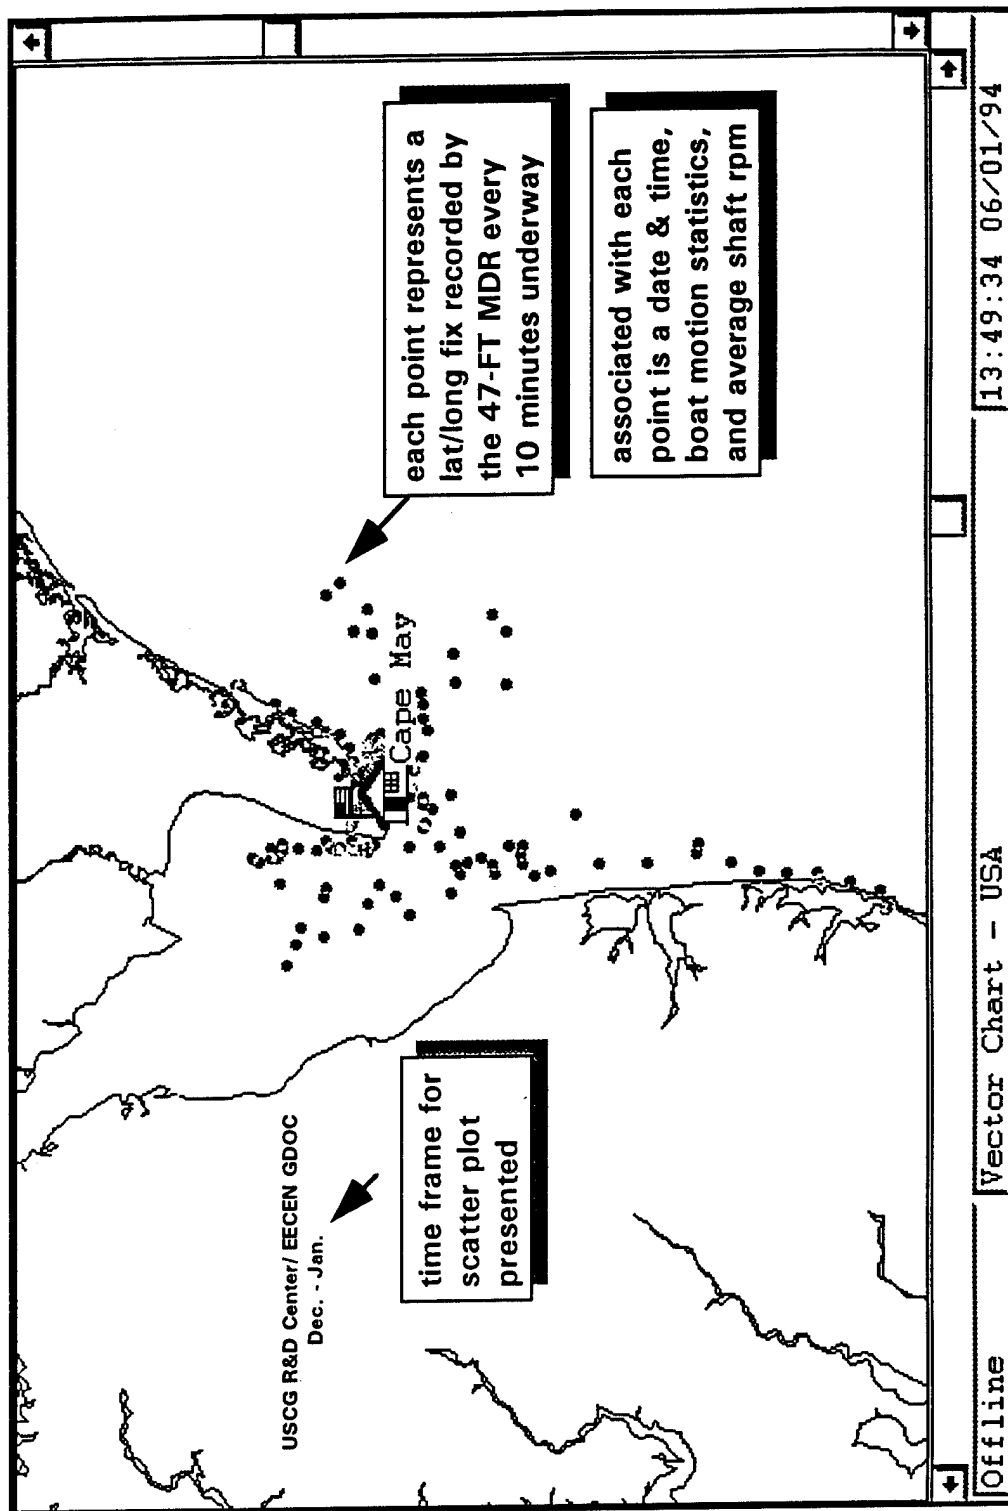 USCG R&D Center/ EECEN GDOC
Dec. - Jan.
time frame for
scatter plot
presented
Cape May
each point represents a
lat/long fix recorded by
the 47-FT MDR every
10 minutes underway
associated with each
point is a date & time,
boat motion statistics,
and average shaft rpm
Offline
Vector Chart - USA
13:49:34 06/01/94